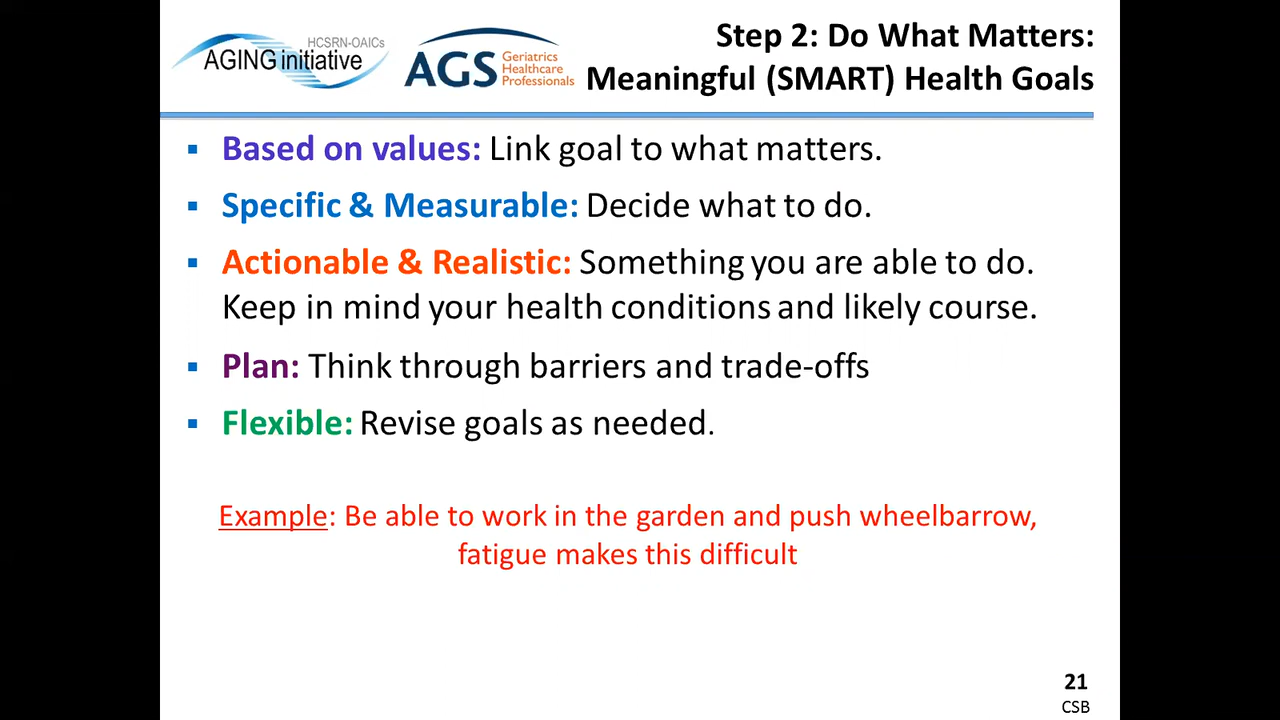 HCSRN-OAICs
AGING initiative
AGS
Geriatrics
Healthcare
Professionals
Step 2: Do What Matters:
Meaningful (SMART) Health Goals
▪ Based on values: Link goal to what matters.
▪ Specific & Measurable: Decide what to do.
▪ Actionable & Realistic: Something you are able to do.
Keep in mind your health conditions and likely course.
▪ Plan: Think through barriers and trade-offs
▪ Flexible: Revise goals as needed.
Example: Be able to work in the garden and push wheelbarrow,
fatigue makes this difficult
21
CSB